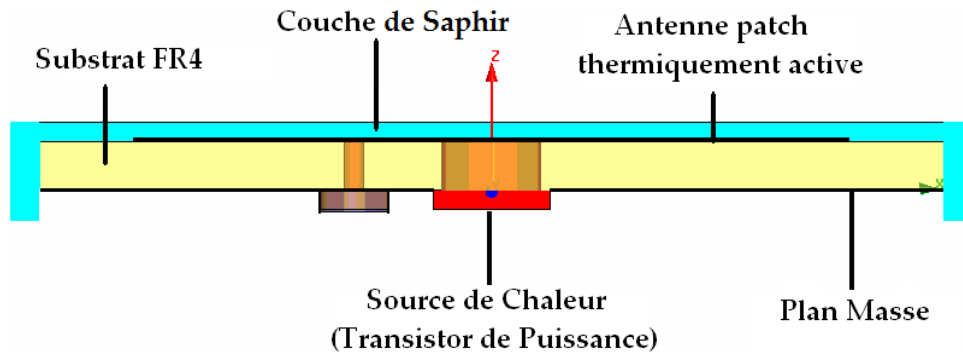 Couche de Saphir
Antenne patch
thermiquement active
Substrat FR4
z
x
Source de Chaleur
(Transistor de Puissance)
Plan Masse